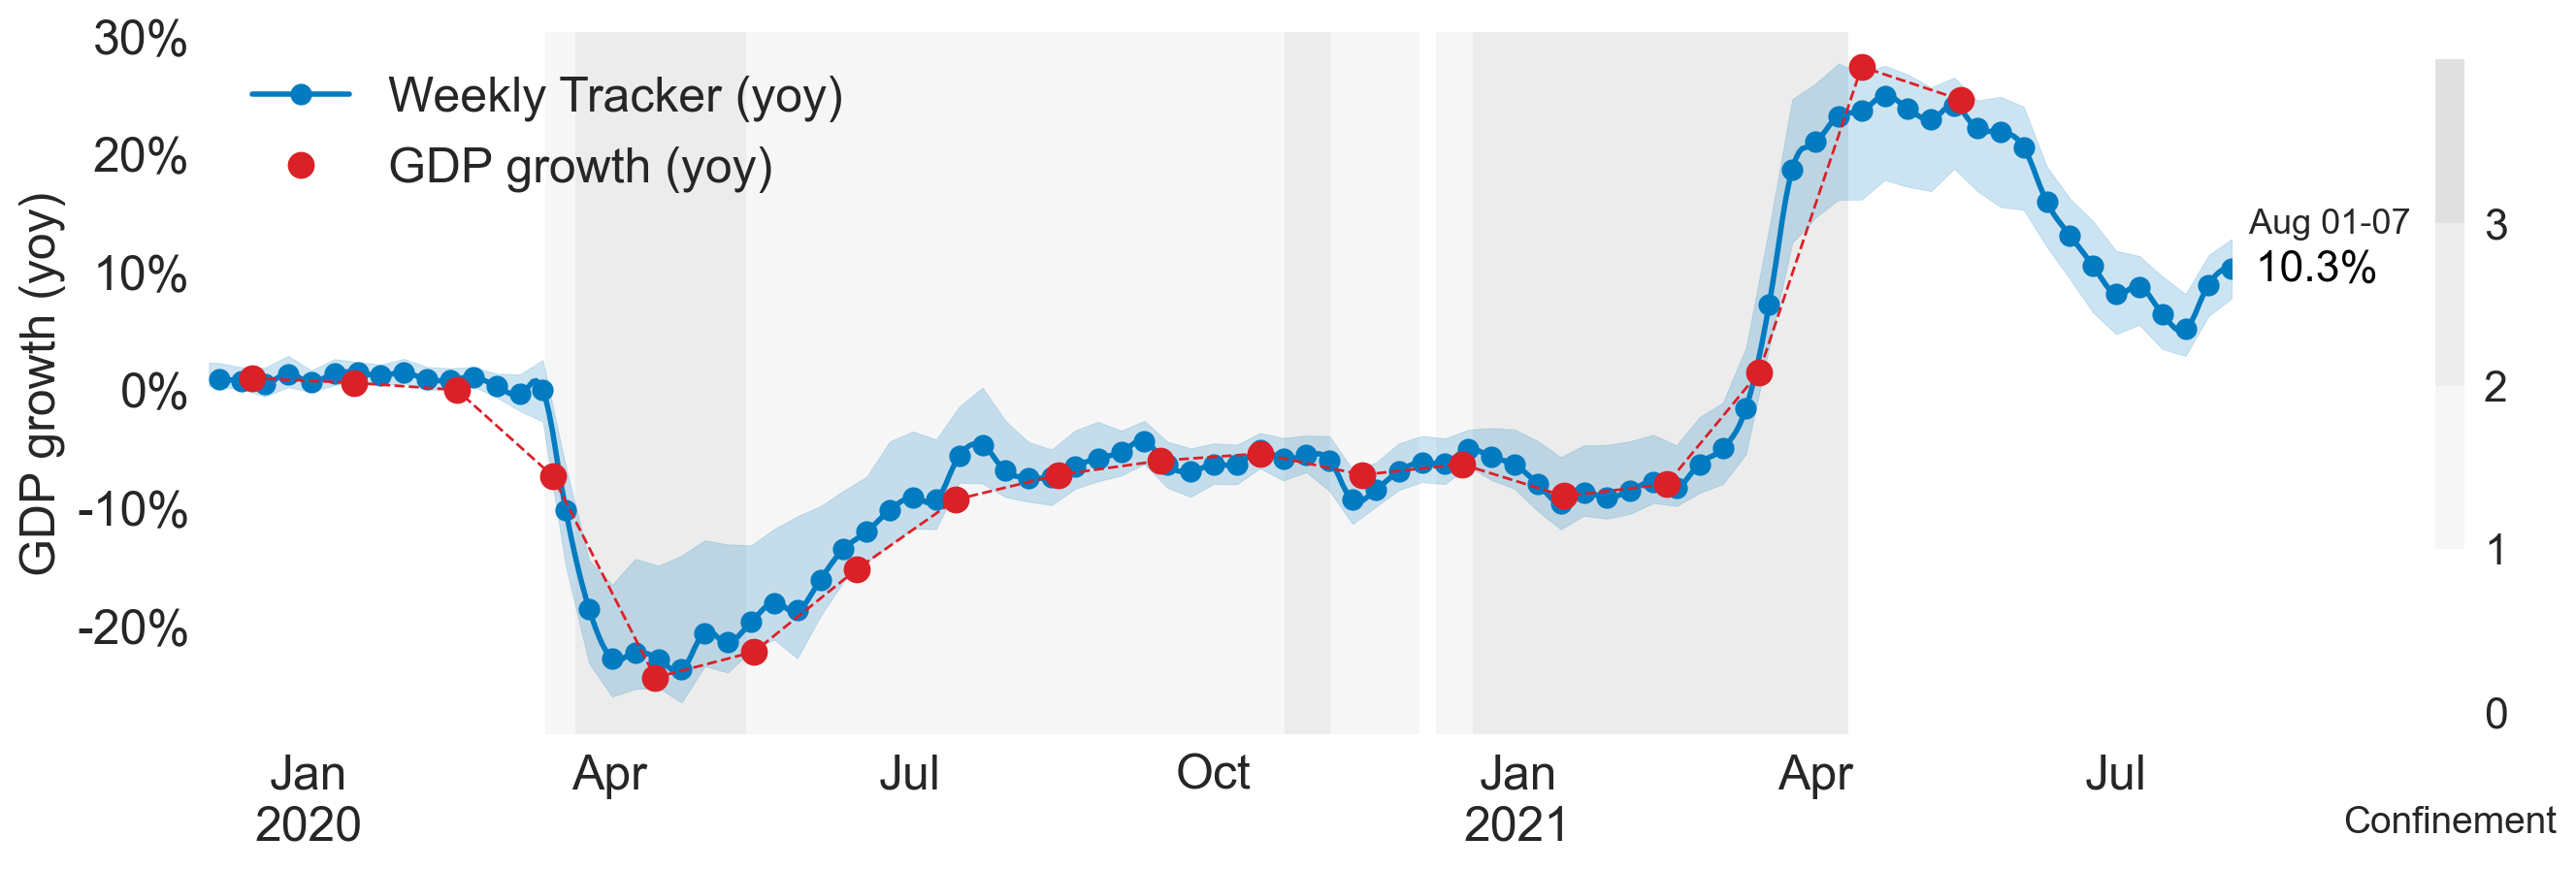 30%
20%
10%
0%
-10%
-20%
GDP growth (yoy)
Weekly Tracker (yoy)
GDP growth (yoy)
Aug 01-07
10.3%
3
2
1
0
Jan
2020
Apr
Jul
Oct
Jan
2021
Apr
Jul
Confinement